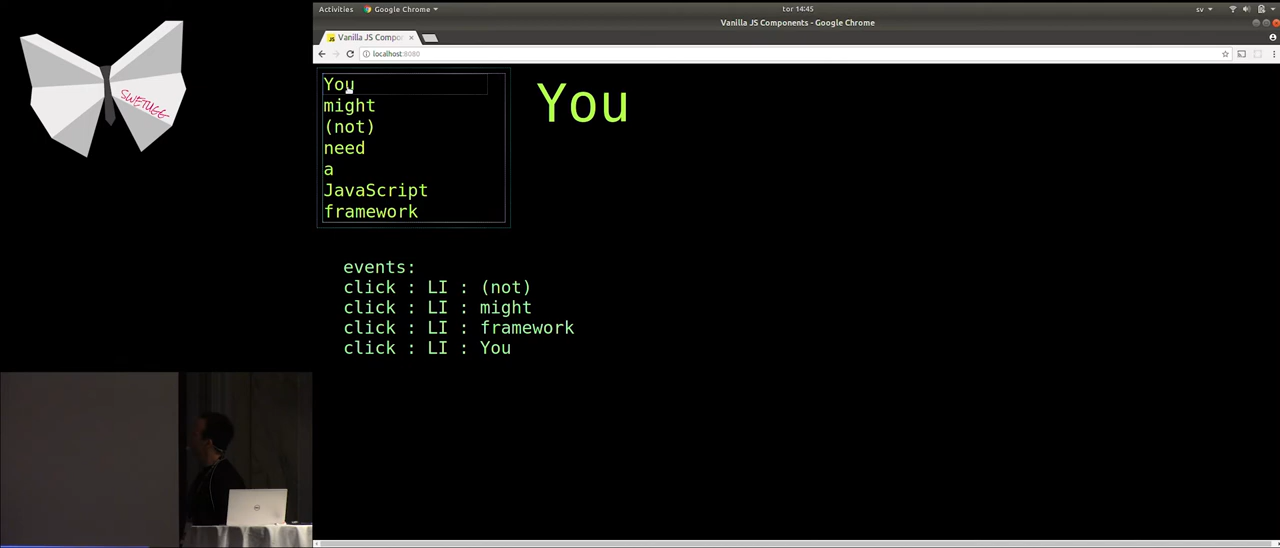 SWETUGG
Activities Google Chrome tor 14:45 sv
Vanilla JS Components - Google Chrome
Vanilla JS Compo
localhost:8080
You
might
(not)
need
a
JavaScript
framework
You
events:
click : LI : (not)
click : LI : might
click : LI : framework
click : LI : You